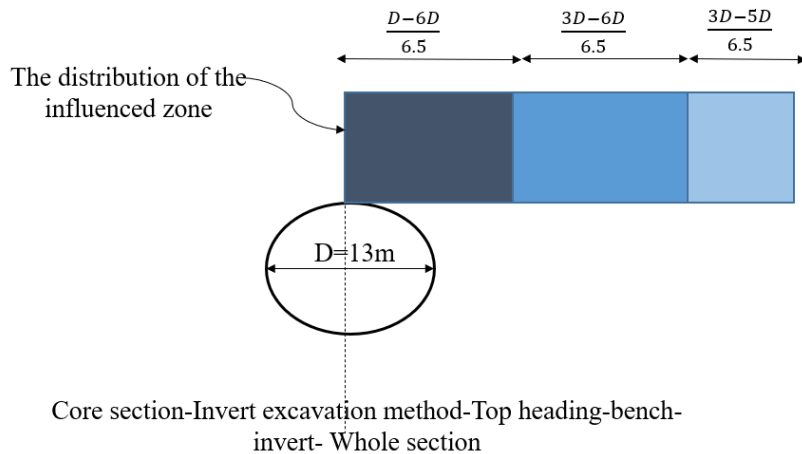 D−6D
6.5
3D−6D
6.5
3D−5D
6.5
The distribution of the
influenced zone
D=13m
Core section-Invert excavation method-Top heading-bench-
invert- Whole section